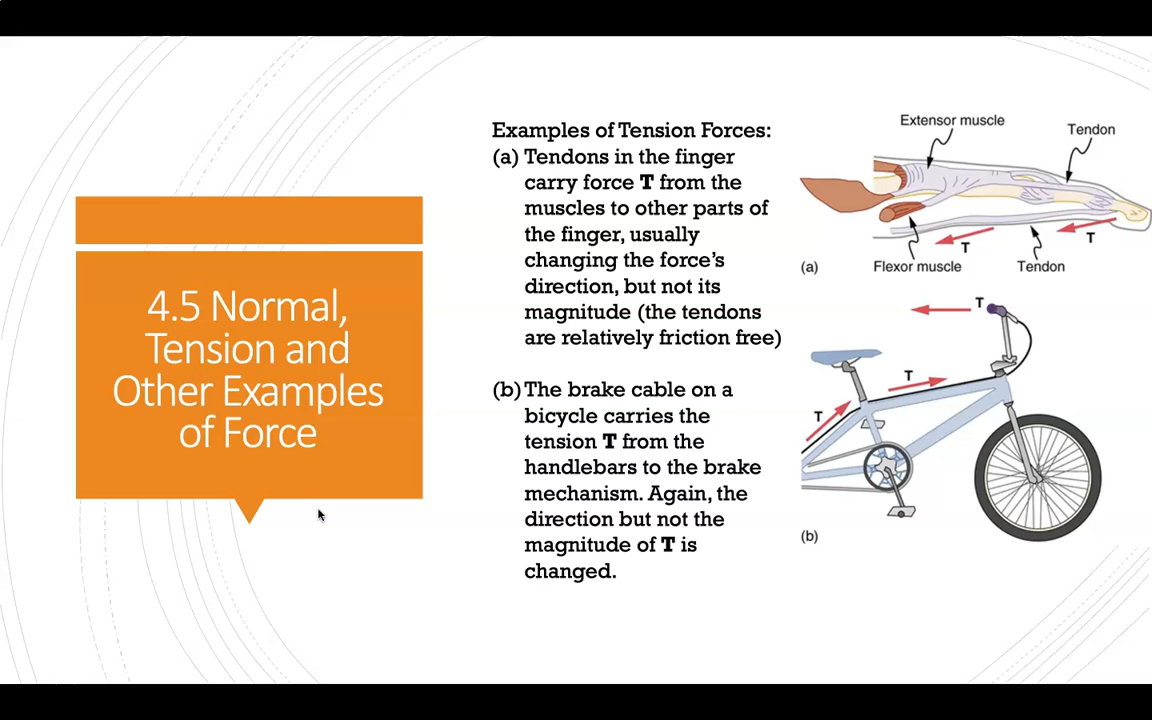 4.5 Normal,
Tension and
Other Examples
of Force
Examples of Tension Forces:
(a) Tendons in the finger
carry force T from the
muscles to other parts of
the finger, usually
changing the force's
direction, but not its
magnitude (the tendons
are relatively friction free)
(b) The brake cable on a
bicycle carries the
tension T from the
handlebars to the brake
mechanism. Again, the
direction but not the
magnitude of T is
changed.
Extensor muscle
Tendon
T
T
(a)
Flexor muscle
Tendon
T
T
T
(b)